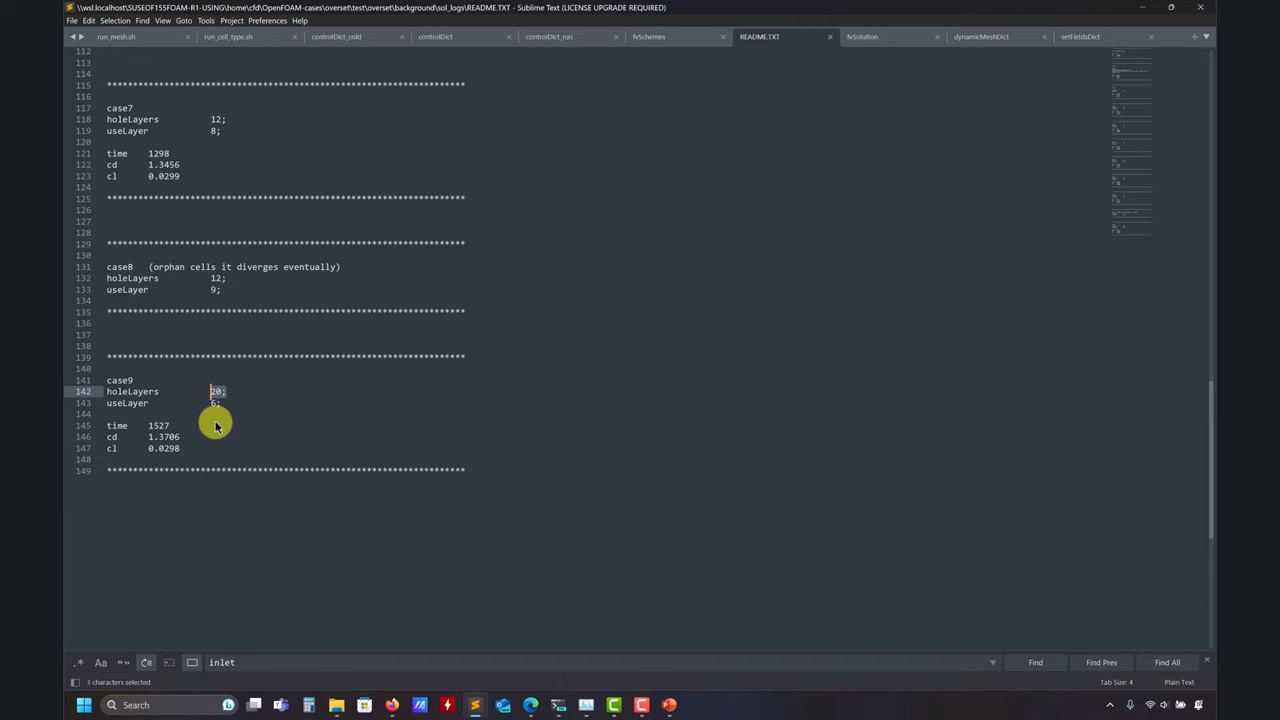 \\wsl.localhost\SUSEOF155FOAM-R1-USING\home\cfd\OpenFOAM-cases\overset\test\overset\background\sol_logs\README.TXT - Sublime Text (LICENSE UPGRADE REQUIRED)
File Edit Selection Find View Goto Tools Project Preferences Help
run_mesh.sh × run_cell_type.sh × controlDict_cold × controlDict × controlDict_run × fvSchemes × README.TXT × fvSolution × dynamicMeshDict × setFieldsDict ×
112
113
114
115 *********************************************************************
116
117 case7
118 holeLayers 12;
119 useLayer 8;
120
121 time 1298
122 cd 1.3456
123 cl 0.0299
124
125 *********************************************************************
126
127
128
129 *********************************************************************
130
131 case8 (orphan cells it diverges eventually)
132 holeLayers 12;
133 useLayer 9;
134
135 *********************************************************************
136
137
138
139 *********************************************************************
140
141 case9
142 holeLayers 20;
143 useLayer 6;
144
145 time 1527
146 cd 1.3706
147 cl 0.0298
148
149 *********************************************************************
.* Aa “” inlet Find Find Prev Find All ×
3 characters selected Tab Size: 4 Plain Text
Search